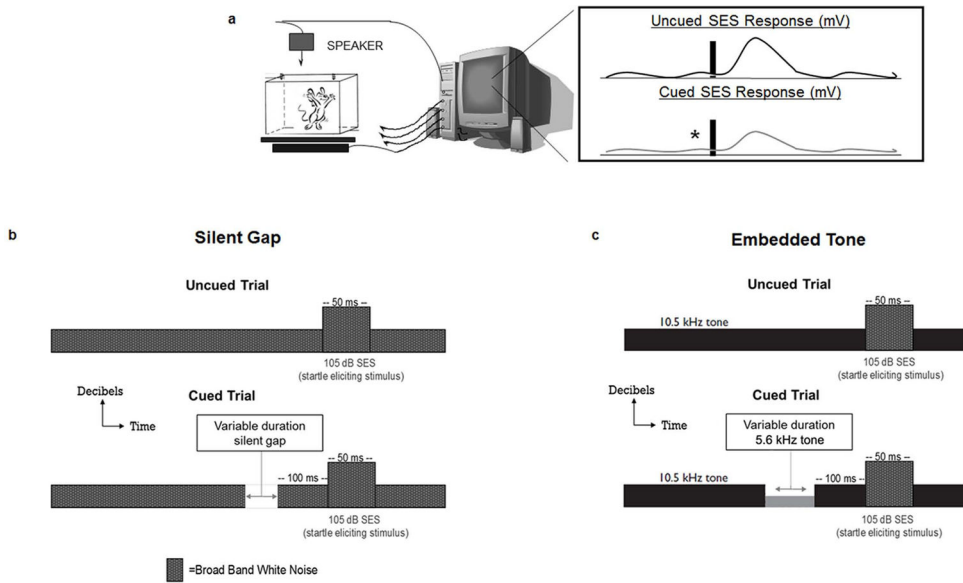 a
SPEAKER
Uncued SES Response (mV)
Cued SES Response (mV)
*
b
Silent Gap
Uncued Trial
-- 50 ms --
105 dB SES
(startle eliciting stimulus)
Decibels
Time
Cued Trial
Variable duration
silent gap
-- 50 ms --
-- 100 ms --
105 dB SES
(startle eliciting stimulus)
=Broad Band White Noise
c
Embedded Tone
Uncued Trial
-- 50 ms --
10.5 kHz tone
105 dB SES
(startle eliciting stimulus)
Decibels
Time
Cued Trial
Variable duration
5.6 kHz tone
-- 50 ms --
10.5 kHz tone
-- 100 ms --
105 dB SES
(startle eliciting stimulus)